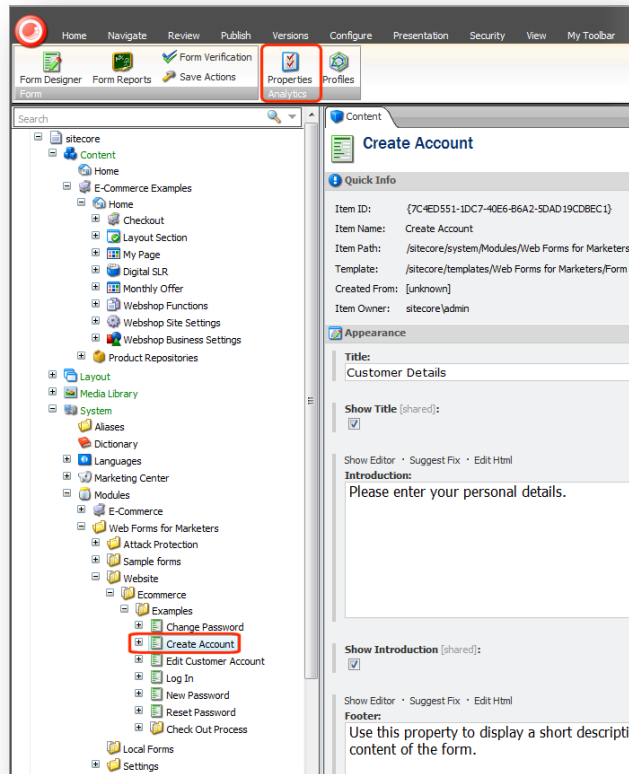 Home Navigate Review Publish Versions Configure Presentation Security View My Toolbar
Form Designer Form Reports Form Verification Save Actions Properties Profiles
Form Analytics
Search
sitecore
Content
Home
E-Commerce Examples
Home
Checkout
Layout Section
My Page
Digital SLR
Monthly Offer
Webshop Functions
Webshop Site Settings
Webshop Business Settings
Product Repositories
Layout
Media Library
System
Aliases
Dictionary
Languages
Marketing Center
Modules
E-Commerce
Web Forms for Marketers
Attack Protection
Sample forms
Website
Ecommerce
Examples
Change Password
Create Account
Edit Customer Account
Log In
New Password
Reset Password
Check Out Process
Local Forms
Settings
Content
Create Account
Quick Info
Item ID: {7C4ED551-1DC7-40E6-B6A2-5DAD19CDBEC1}
Item Name: Create Account
Item Path: /sitecore/system/Modules/Web Forms for Marketers
Template: /sitecore/templates/Web Forms for Marketers/Form
Created From: [unknown]
Item Owner: sitecore\admin
Appearance
Title:
Customer Details
Show Title [shared]:
Show Editor · Suggest Fix · Edit Html
Introduction:
Please enter your personal details.
Show Introduction [shared]:
Show Editor · Suggest Fix · Edit Html
Footer:
Use this property to display a short descripti
content of the form.